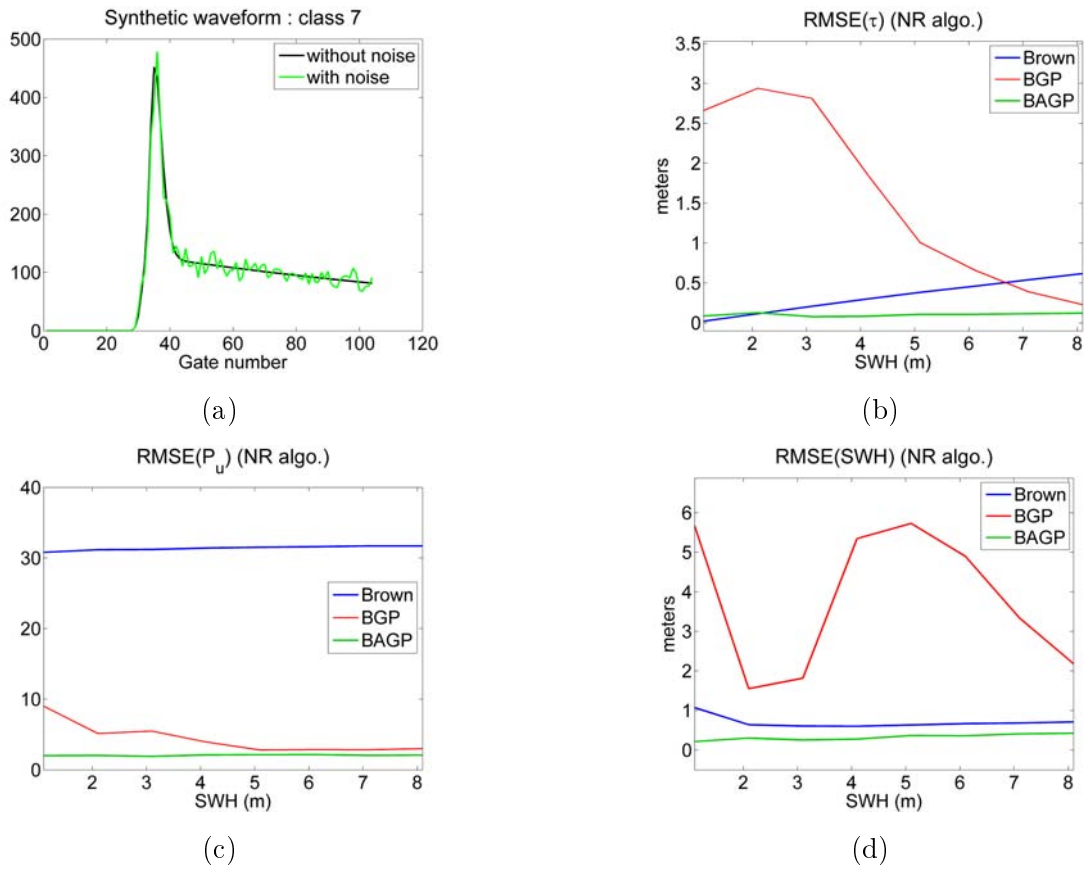 Synthetic waveform : class 7
500
400
300
200
100
0
without noise
with noise
0 20 40 60 80 100 120
Gate number
(a)
RMSE(τ) (NR algo.)
3.5
3
2.5
2
1.5
1
0.5
0
meters
Brown
BGP
BAGP
2 3 4 5 6 7 8
SWH (m)
(b)
RMSE(P_u) (NR algo.)
40
30
20
10
0
Brown
BGP
BAGP
2 3 4 5 6 7 8
SWH (m)
(c)
RMSE(SWH) (NR algo.)
6
5
4
3
2
1
0
meters
Brown
BGP
BAGP
2 3 4 5 6 7 8
SWH (m)
(d)